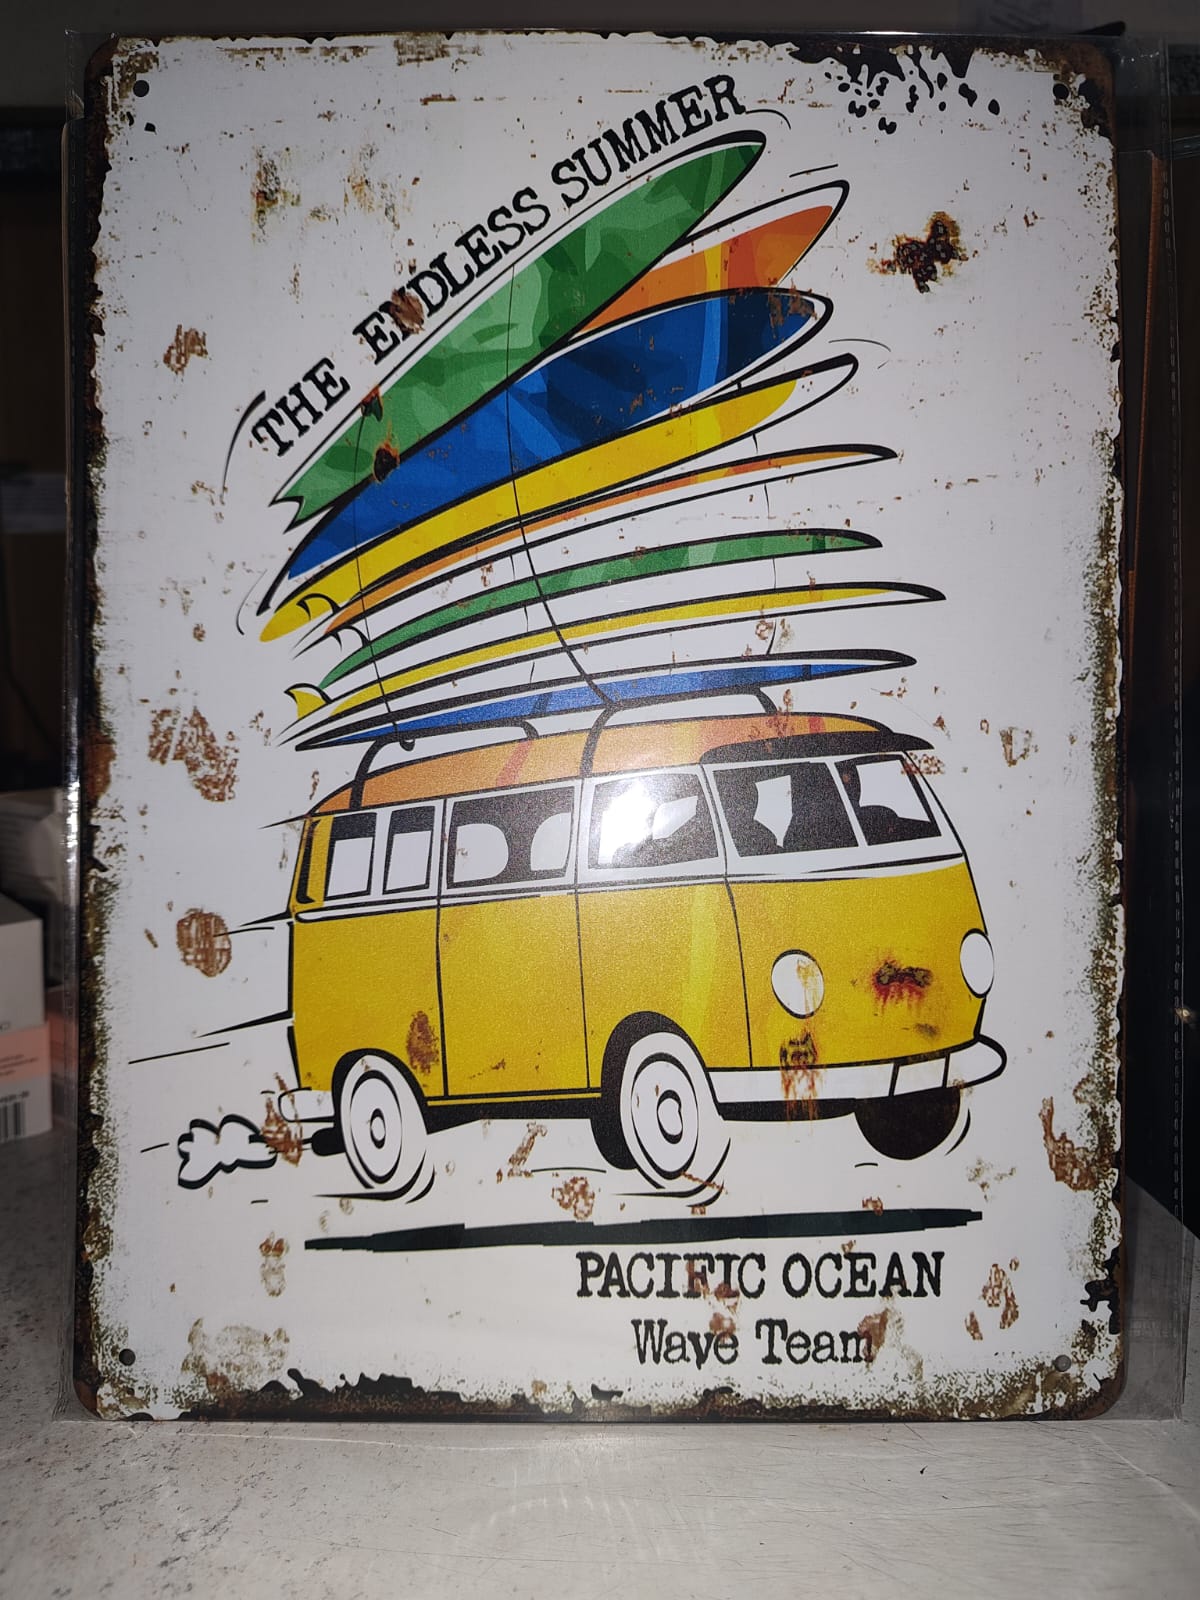 THE ENDLESS SUMMER
PACIFIC OCEAN
Wave Team